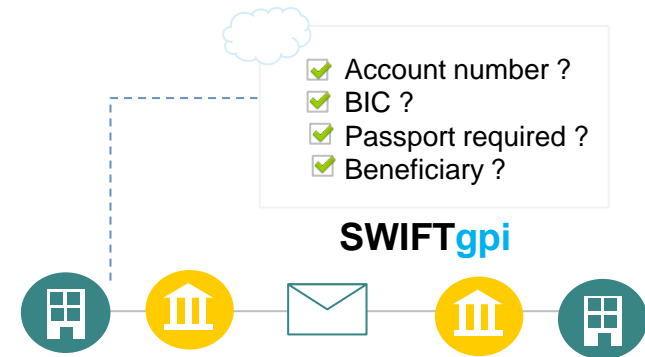 Account number ?
BIC ?
Passport required ?
Beneficiary ?
SWIFTgpi